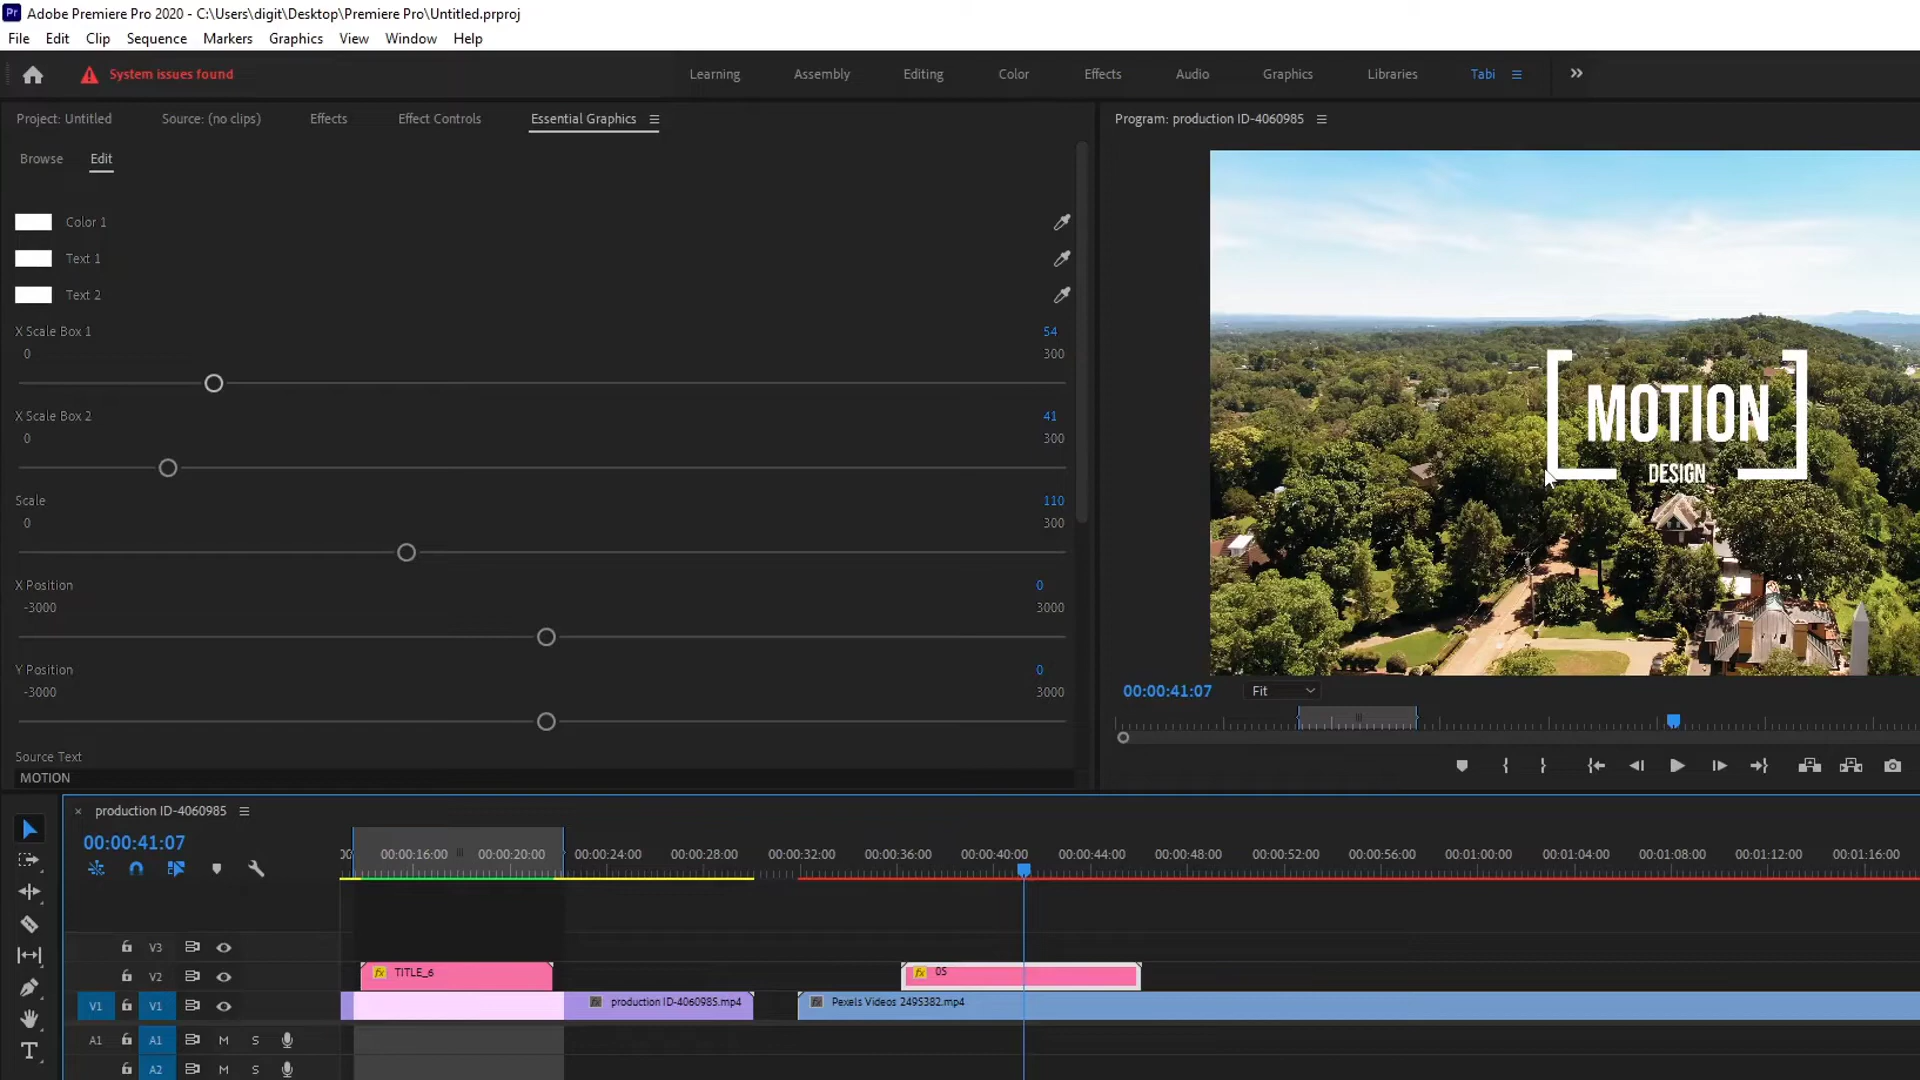 Pr Adobe Premiere Pro 2020 - C:\Users\digit\Desktop\Premiere Pro\Untitled.prproj
File Edit Clip Sequence Markers Graphics View Window Help
System issues found
Learning Assembly Editing Color Effects Audio Graphics Libraries Tabi
Project: Untitled Source: (no clips) Effects Effect Controls Essential Graphics
Program: production ID-4060985
Browse Edit
Color 1
Text 1
Text 2
X Scale Box 1 54
0 300
X Scale Box 2 41
0 300
Scale 110
0 300
X Position 0
-3000 3000
Y Position 0
-3000 3000
Source Text
MOTION
MOTION
DESIGN
00:00:41:07 Fit
× production ID-4060985
00:00:41:07
00:00:16:00 00:00:20:00 00:00:24:00 00:00:28:00 00:00:32:00 00:00:36:00 00:00:40:00 00:00:44:00 00:00:48:00 00:00:52:00 00:00:56:00 00:01:00:00 00:01:04:00 00:01:08:00 00:01:12:00 00:01:16:00
V3
V2 fx TITLE_6 fx 05
V1 V1 fx production ID-4060985.mp4 fx Pexels Videos 2495382.mp4
A1 A1 M S
A2 M S
T